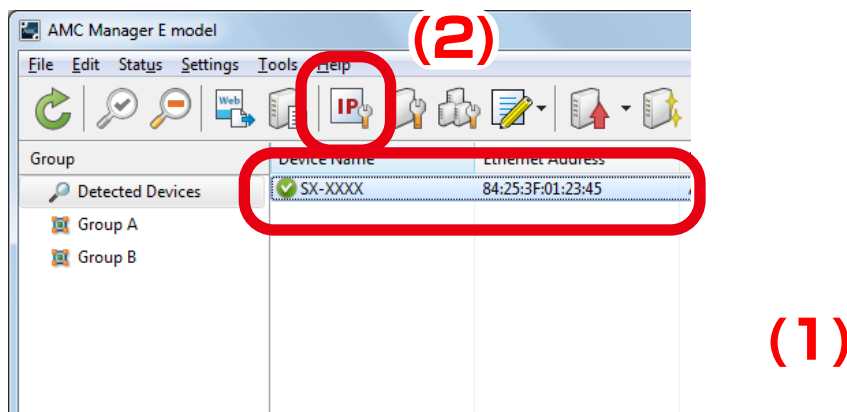 AMC Manager E model
(2)
File Edit Status Settings Tools Help
Web
IP
Group
Device Name Ethernet Address
Detected Devices
SX-XXXX 84:25:3F:01:23:45
Group A
Group B
(1)